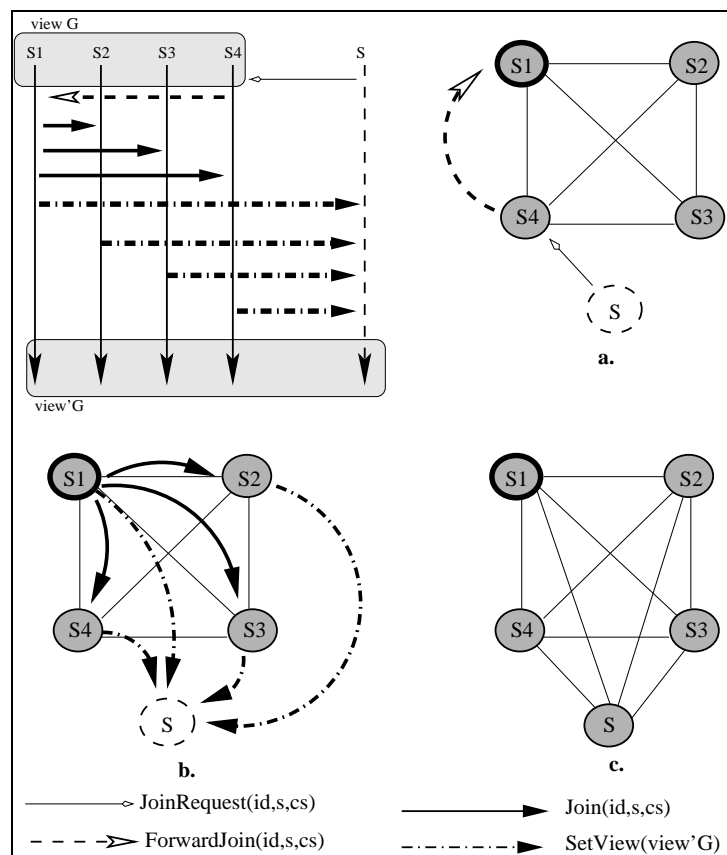 view G
S1 S2 S3 S4 S
view'G
S1 S2
S4 S3
S
a.
S1 S2
S4 S3
S
b.
S1 S2
S4 S3
S
c.
JoinRequest(id,s,cs)
Join(id,s,cs)
ForwardJoin(id,s,cs)
SetView(view'G)